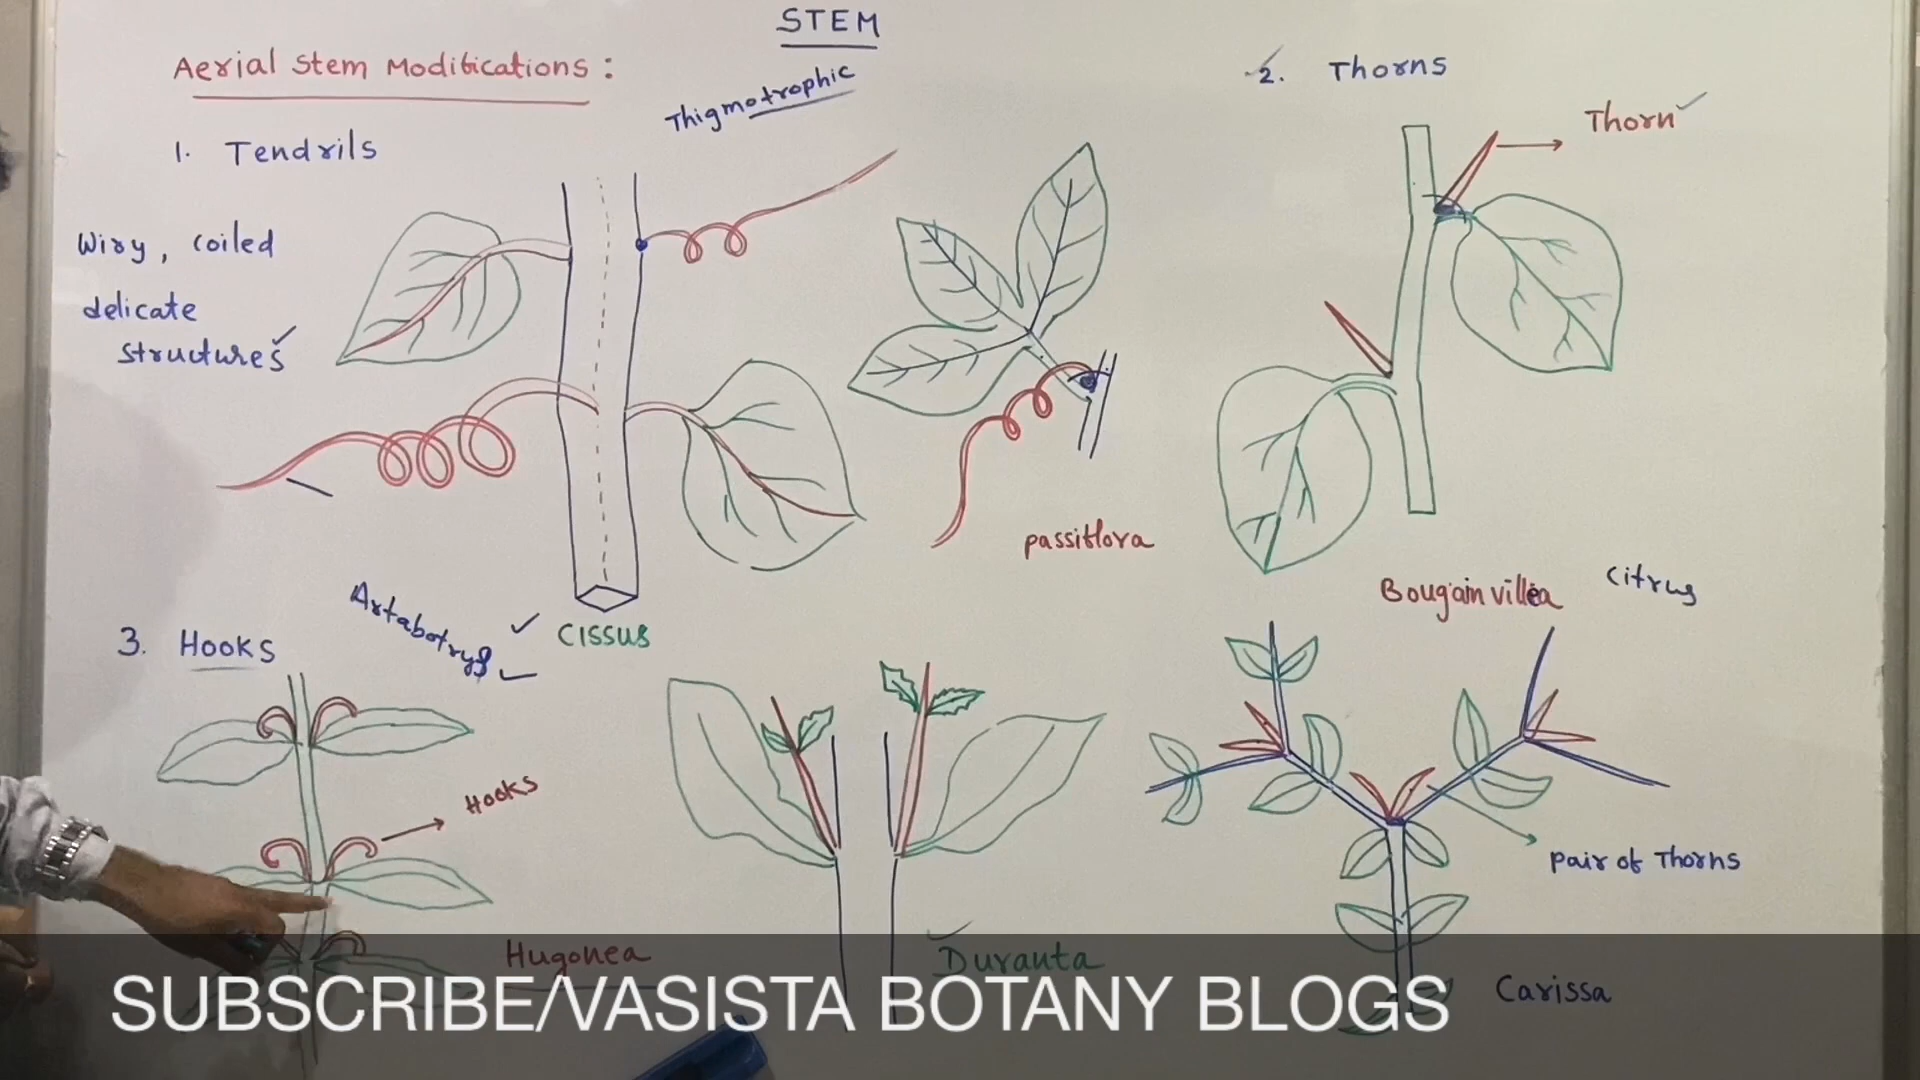 STEM
Aerial Stem Modifications :
Thigmotrophic
1. Tendrils
Wiry, coiled
delicate
structures
passiflora
Cissus
2. Thorns
Thorn
Bougainvillea
Citrus
3. Hooks
Artabotrys
Hooks
Hugonea
Duranta
pair of Thorns
Carissa
SUBSCRIBE/VASISTA BOTANY BLOGS